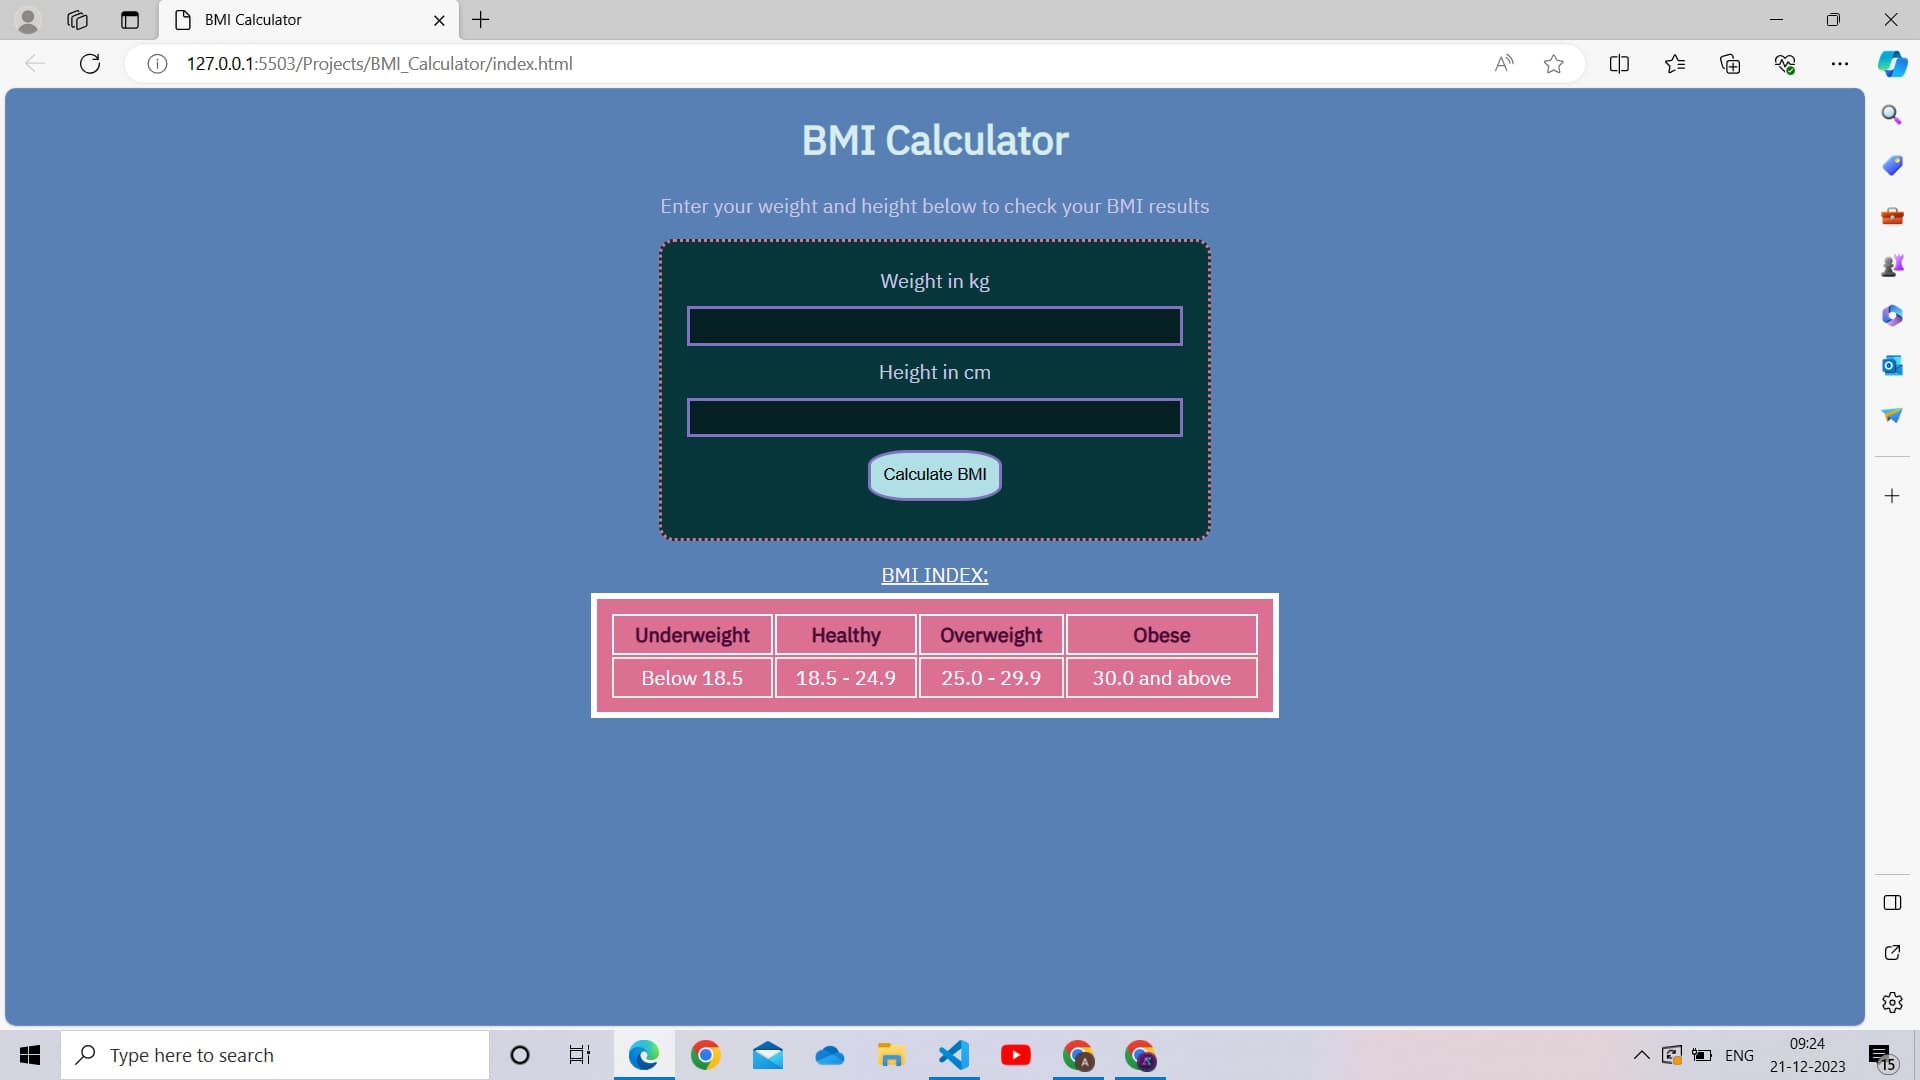 BMI Calculator
127.0.0.1:5503/Projects/BMI_Calculator/index.html
BMI Calculator
Enter your weight and height below to check your BMI results
Weight in kg
Height in cm
Calculate BMI
BMI INDEX:
Underweight Healthy Overweight Obese
Below 18.5 18.5 - 24.9 25.0 - 29.9 30.0 and above
Type here to search
ENG
09:24
21-12-2023
15